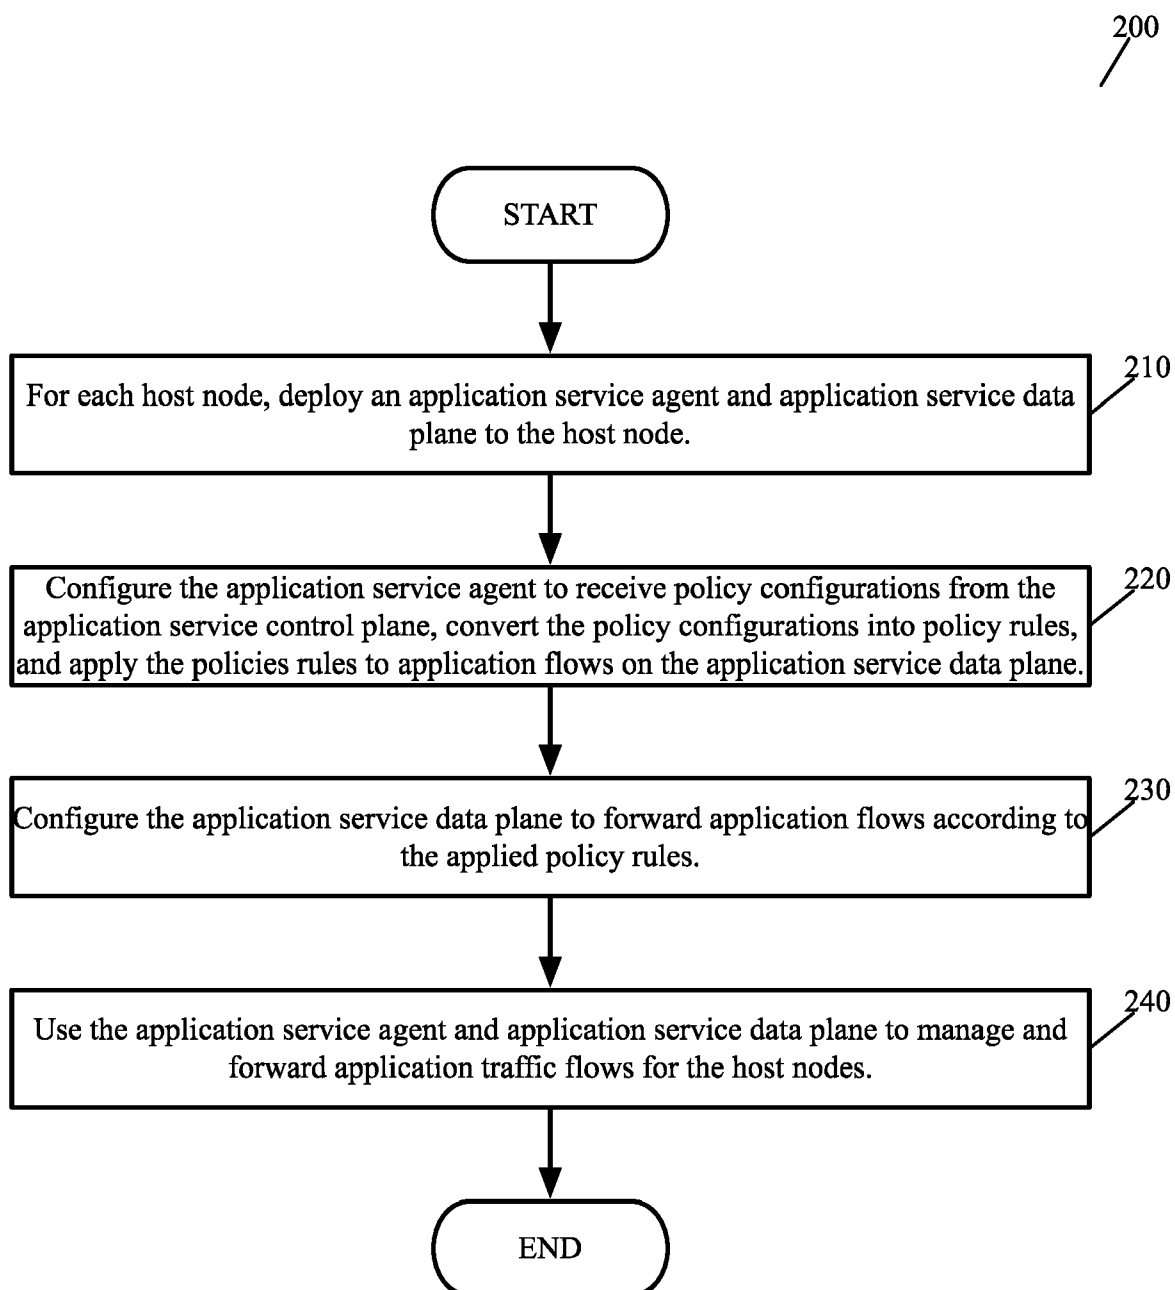 200
START
210
For each host node, deploy an application service agent and application service data
plane to the host node.
220
Configure the application service agent to receive policy configurations from the
application service control plane, convert the policy configurations into policy rules,
and apply the policies rules to application flows on the application service data plane.
230
Configure the application service data plane to forward application flows according to
the applied policy rules.
240
Use the application service agent and application service data plane to manage and
forward application traffic flows for the host nodes.
END